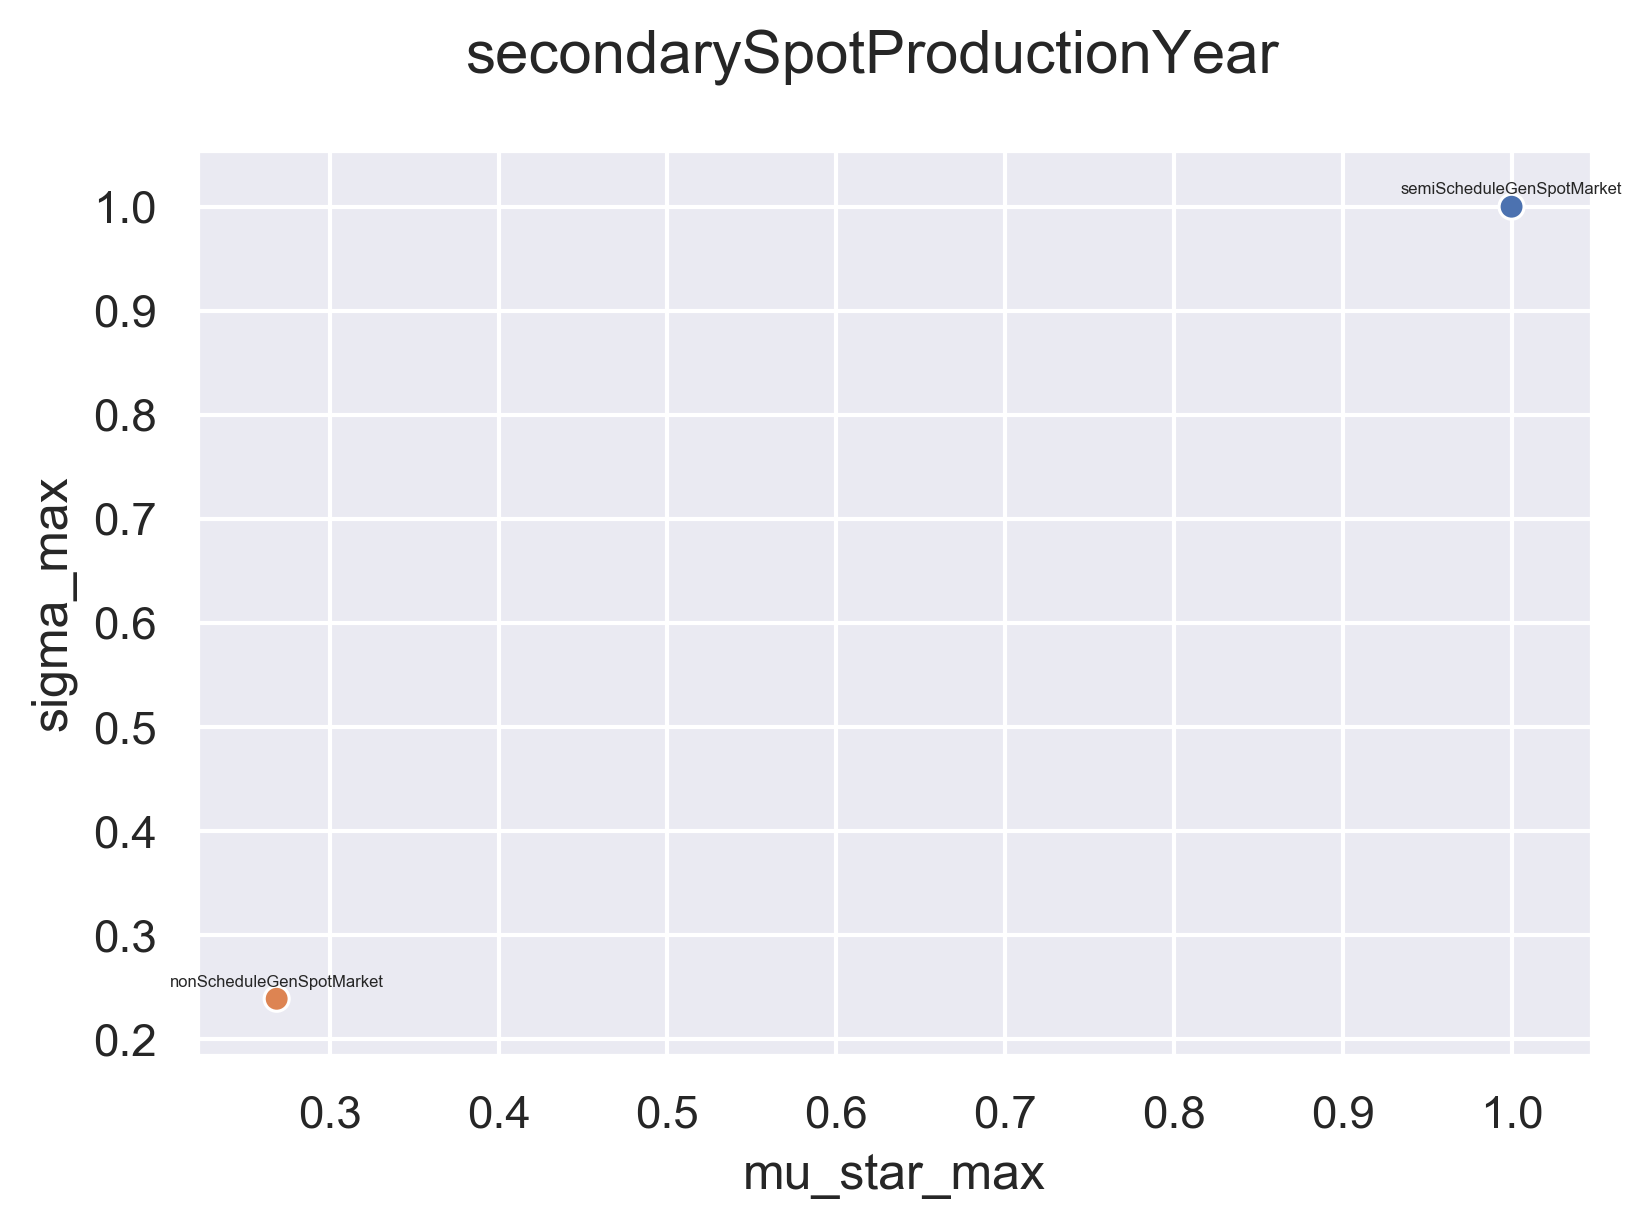 secondarySpotProductionYear
semiScheduleGenSpotMarket
1.0
0.9
0.8
0.7
0.6
0.5
0.4
0.3
0.2
sigma_max
nonScheduleGenSpotMarket
0.3 0.4 0.5 0.6 0.7 0.8 0.9 1.0
mu_star_max